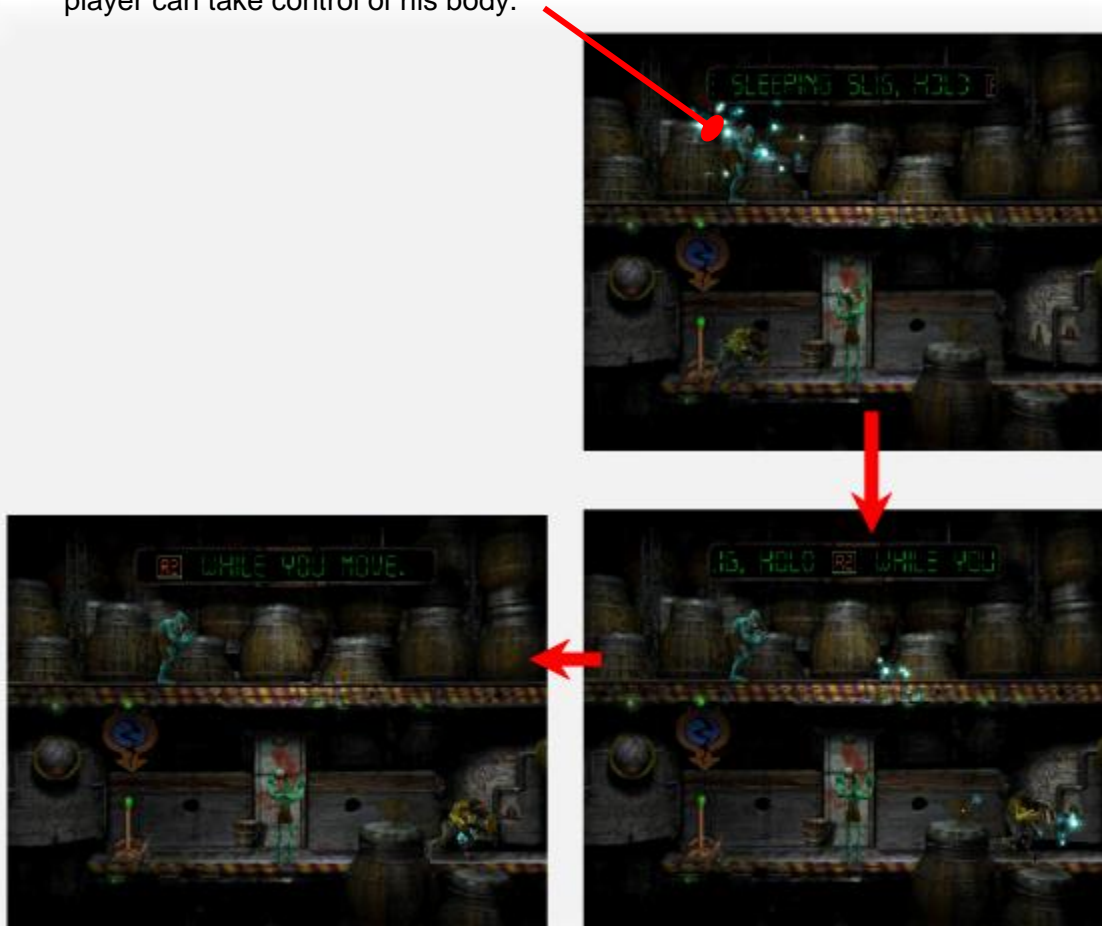 player can take control of his body.
SLEEPING SLIG, HOLD
IG, HOLD R2 WHILE YOU
R2 WHILE YOU MOVE.